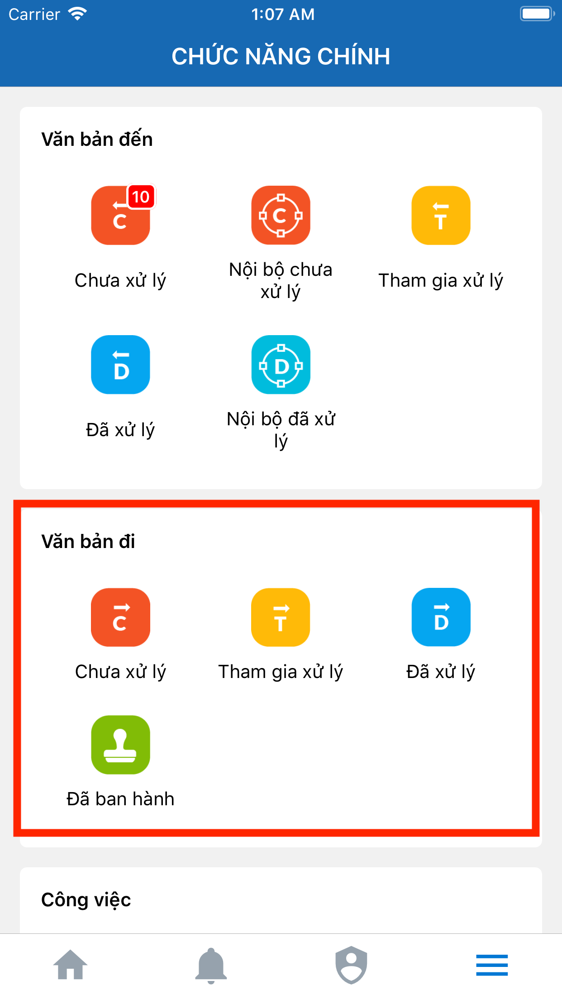 Carrier 1:07 AM
CHỨC NĂNG CHÍNH
Văn bản đến
10
C C T
Chưa xử lý
Nội bộ chưa
xử lý
Tham gia xử lý
D D
Đã xử lý
Nội bộ đã xử
lý
Văn bản đi
C T D
Chưa xử lý Tham gia xử lý Đã xử lý
Đã ban hành
Công việc